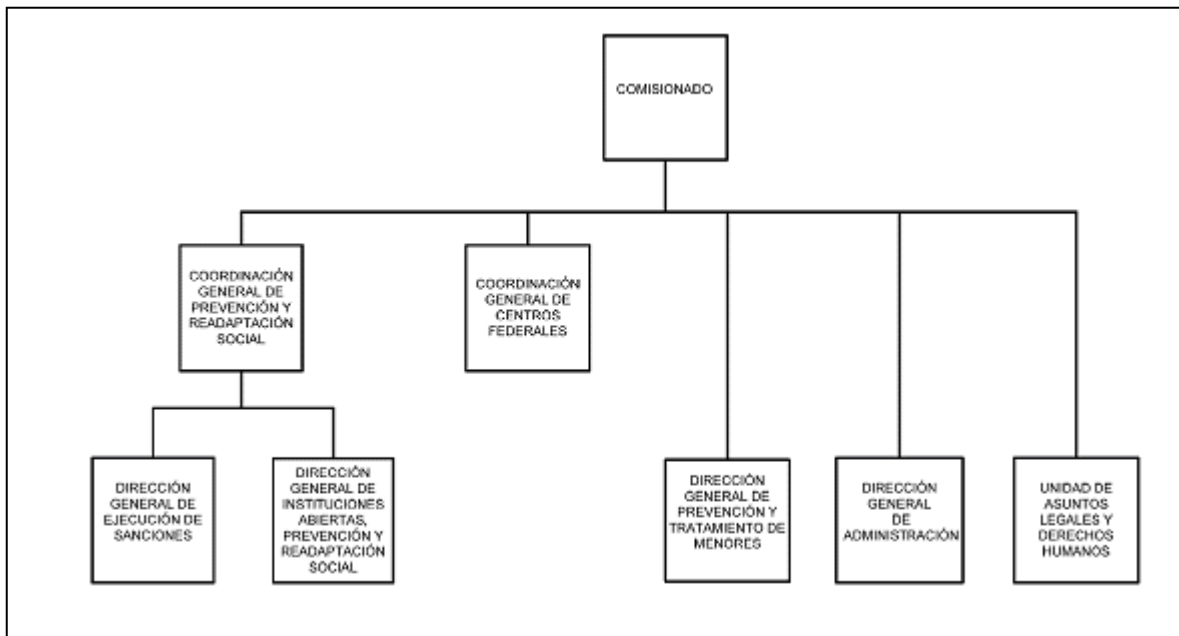 COMISIONADO
COORDINACIÓN
GENERAL DE
PREVENCIÓN Y
READAPTACIÓN
SOCIAL
COORDINACIÓN
GENERAL DE
CENTROS
FEDERALES
DIRECCIÓN
GENERAL DE
EJECUCIÓN DE
SANCIONES
DIRECCIÓN
GENERAL DE
INSTITUCIONES
ABIERTAS,
PREVENCIÓN Y
READAPTACIÓN
SOCIAL
DIRECCIÓN
GENERAL DE
PREVENCIÓN Y
TRATAMIENTO DE
MENORES
DIRECCIÓN
GENERAL
DE
ADMINISTRACIÓN
UNIDAD DE
ASUNTOS
LEGALES Y
DERECHOS
HUMANOS